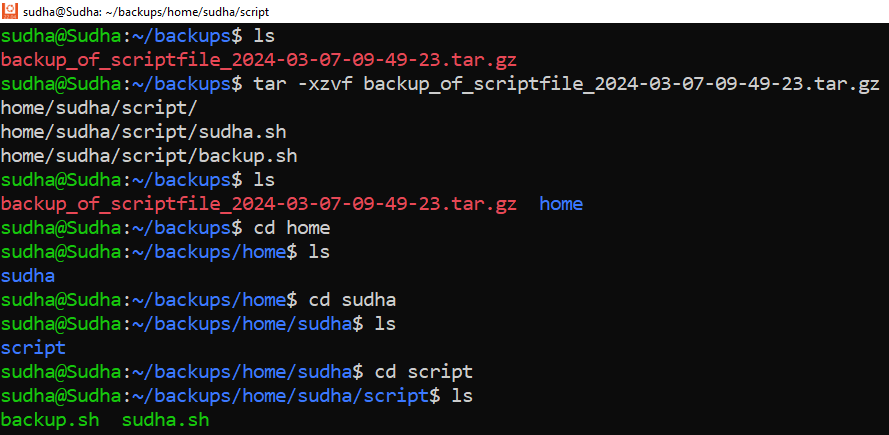 sudha@Sudha: ~/backups/home/sudha/script
sudha@Sudha:~/backups$ ls
backup_of_scriptfile_2024-03-07-09-49-23.tar.gz
sudha@Sudha:~/backups$ tar -xzvf backup_of_scriptfile_2024-03-07-09-49-23.tar.gz
home/sudha/script/
home/sudha/script/sudha.sh
home/sudha/script/backup.sh
sudha@Sudha:~/backups$ ls
backup_of_scriptfile_2024-03-07-09-49-23.tar.gz  home
sudha@Sudha:~/backups$ cd home
sudha@Sudha:~/backups/home$ ls
sudha
sudha@Sudha:~/backups/home$ cd sudha
sudha@Sudha:~/backups/home/sudha$ ls
script
sudha@Sudha:~/backups/home/sudha$ cd script
sudha@Sudha:~/backups/home/sudha/script$ ls
backup.sh  sudha.sh